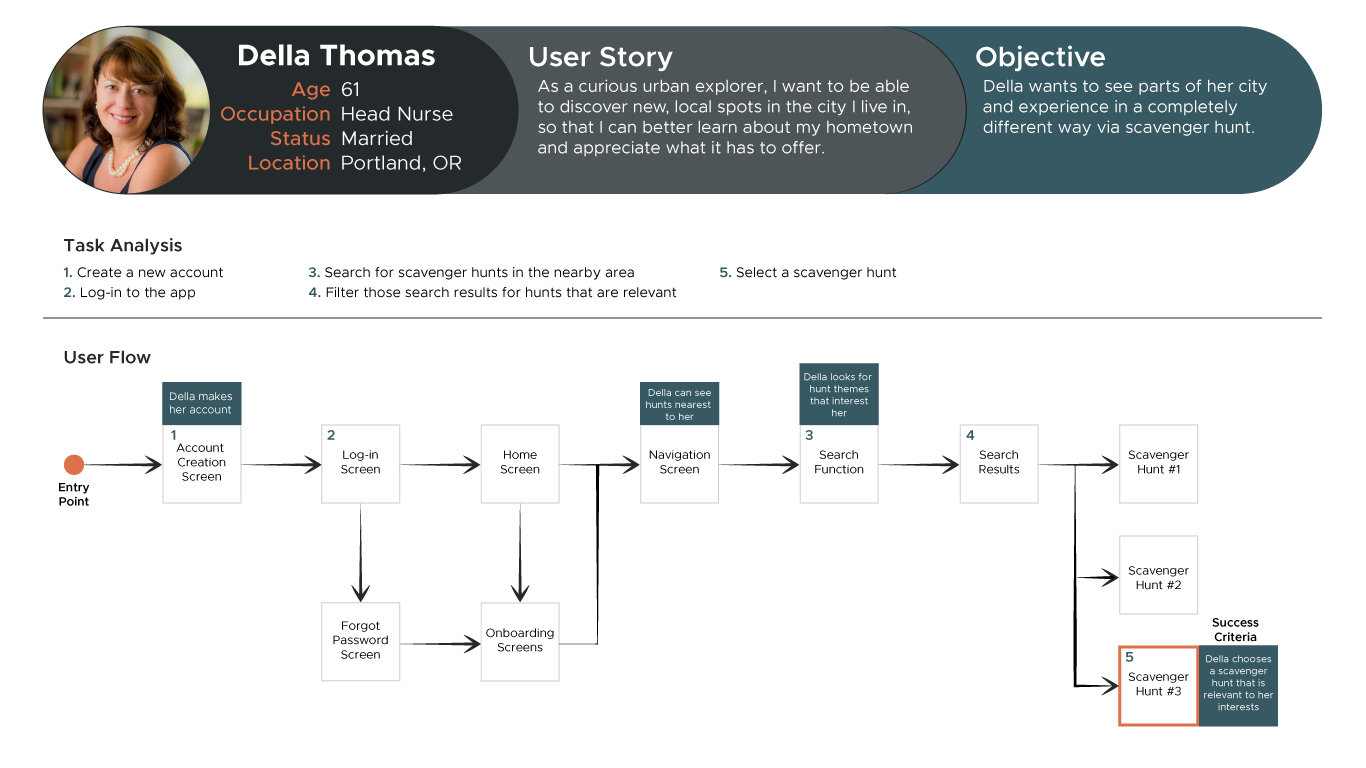 Della Thomas
Age 61
Occupation Head Nurse
Status Married
Location Portland, OR
User Story
As a curious urban explorer, I want to be able
to discover new, local spots in the city I live in,
so that I can better learn about my hometown
and appreciate what it has to offer.
Objective
Della wants to see parts of her city
and experience in a completely
different way via scavenger hunt.
Task Analysis
1. Create a new account
2. Log-in to the app
3. Search for scavenger hunts in the nearby area
4. Filter those search results for hunts that are relevant
5. Select a scavenger hunt
User Flow
Entry
Point
Della makes
her account
1
Account
Creation
Screen
2
Log-in
Screen
Home
Screen
Della can see
hunts nearest
to her
Navigation
Screen
Della looks for
hunt themes
that interest
her
3
Search
Function
4
Search
Results
Scavenger
Hunt #1
Scavenger
Hunt #2
Forgot
Password
Screen
Onboarding
Screens
Success
Criteria
5
Scavenger
Hunt #3
Della chooses
a scavenger
hunt that is
relevant to her
interests